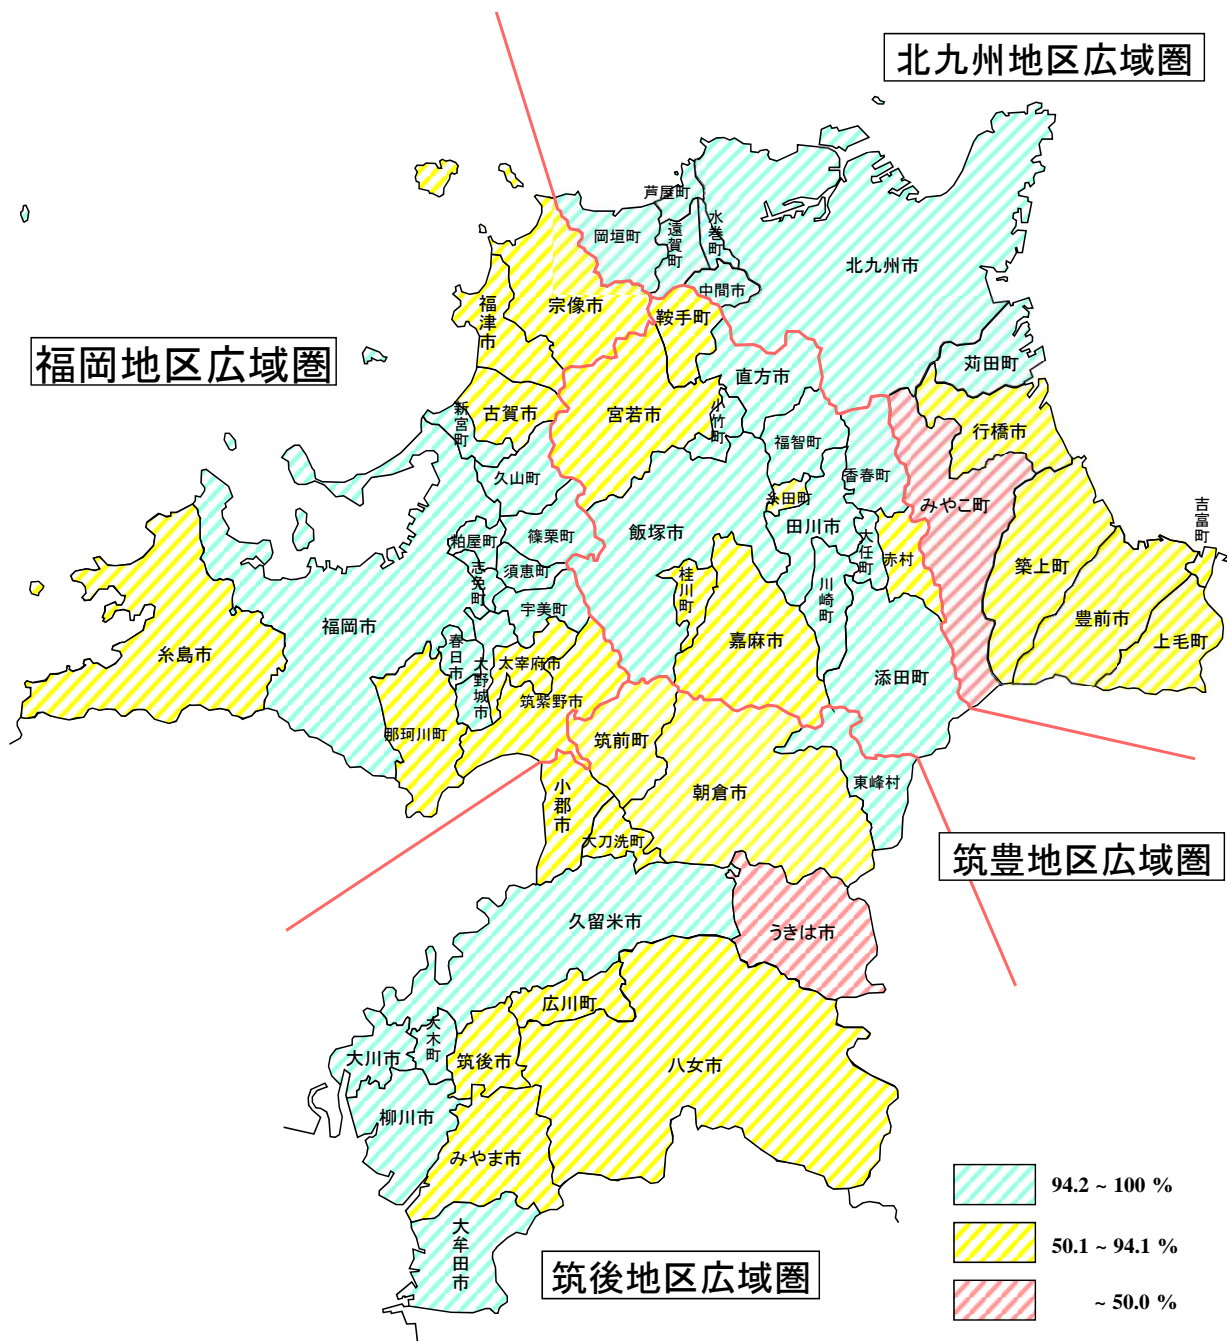 北九州地区広域圏
芦屋町
岡垣町
遠賀町
水巻町
北九州市
中間市
福津市
宗像市
鞍手町
福岡地区広域圏
苅田町
直方市
新宮町
古賀市
宮若市
小竹町
福智町
行橋市
久山町
香春町
糸田町
みやこ町
吉富町
粕屋町
篠栗町
飯塚市
田川市
大任町
赤村
志免町
須恵町
桂川町
川崎町
築上町
宇美町
福岡市
豊前市
糸島市
春日市
大野城市
太宰府市
嘉麻市
上毛町
添田町
筑紫野市
那珂川町
筑前町
東峰村
小郡市
朝倉市
大刀洗町
筑豊地区広域圏
久留米市
うきは市
広川町
大木町
大川市
筑後市
八女市
柳川市
みやま市
大牟田市
筑後地区広域圏
94.2 ~ 100 %
50.1 ~ 94.1 %
~ 50.0 %